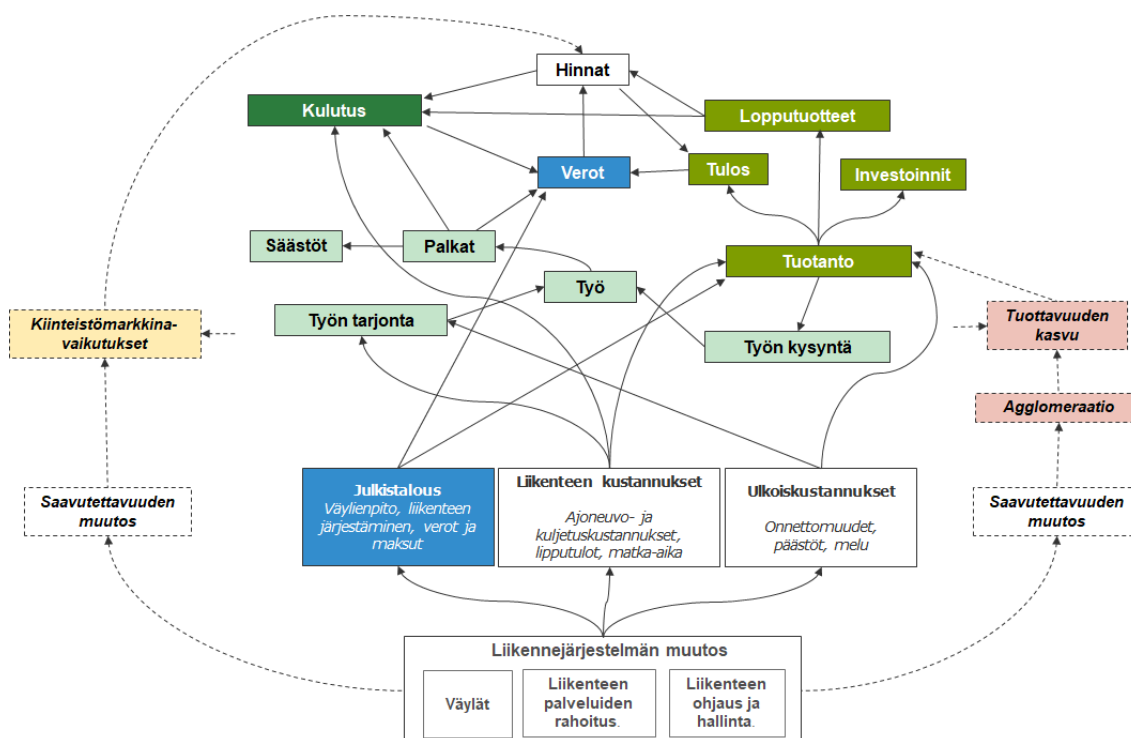 Hinnat
Kulutus
Lopputuotteet
Verot
Tulos
Investoinnit
Säästöt
Palkat
Tuotanto
Työ
Työn tarjonta
Kiinteistömarkkina-
vaikutukset
Tuottavuuden
kasvu
Työn kysyntä
Agglomeraatio
Saavutettavuuden
muutos
Julkistalous
Väylienpito, liikenteen
järjestäminen, verot ja
maksut
Liikenteen kustannukset
Ajoneuvo- ja
kuljetuskustannukset,
lipputulot, matka-aika
Ulkoiskustannukset
Onnettomuudet,
päästöt, melu
Saavutettavuuden
muutos
Liikennejärjestelmän muutos
Väylät
Liikenteen
palveluiden
rahoitus.
Liikenteen
ohjaus ja
hallinta.